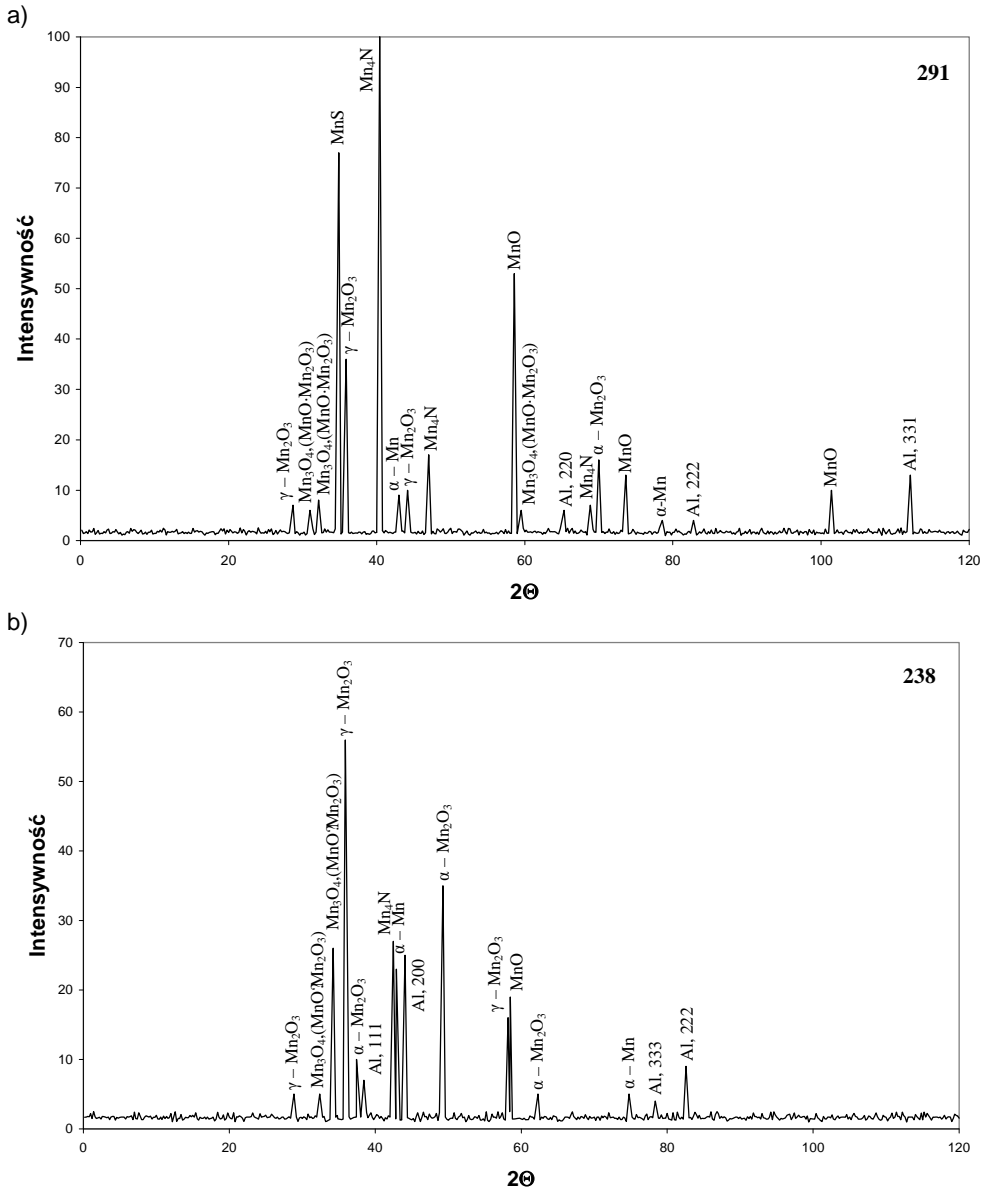 a)
291
Intensywność
100
90
80
70
60
50
40
30
20
10
0
γ – Mn₂O₃
Mn₃O₄,(MnO·Mn₂O₃)
Mn₃O₄,(MnO·Mn₂O₃)
MnS
γ – Mn₂O₃
Mn₄N
α – Mn
γ – Mn₂O₃
Mn₄N
MnO
Mn₃O₄,(MnO·Mn₂O₃)
Al, 220
Mn₄N
α – Mn₂O₃
MnO
α-Mn
Al, 222
MnO
Al, 331
0 20 40 60 80 100 120
2Θ
b)
238
Intensywność
70
60
50
40
30
20
10
0
γ – Mn₂O₃
Mn₃O₄,(MnO?Mn₂O₃)
Mn₃O₄,(MnO?Mn₂O₃)
γ – Mn₂O₃
α – Mn₂O₃
Al, 111
Mn₄N
α – Mn
Al, 200
α – Mn₂O₃
γ – Mn₂O₃
MnO
α – Mn₂O₃
α – Mn
Al, 333
Al, 222
0 20 40 60 80 100 120
2Θ